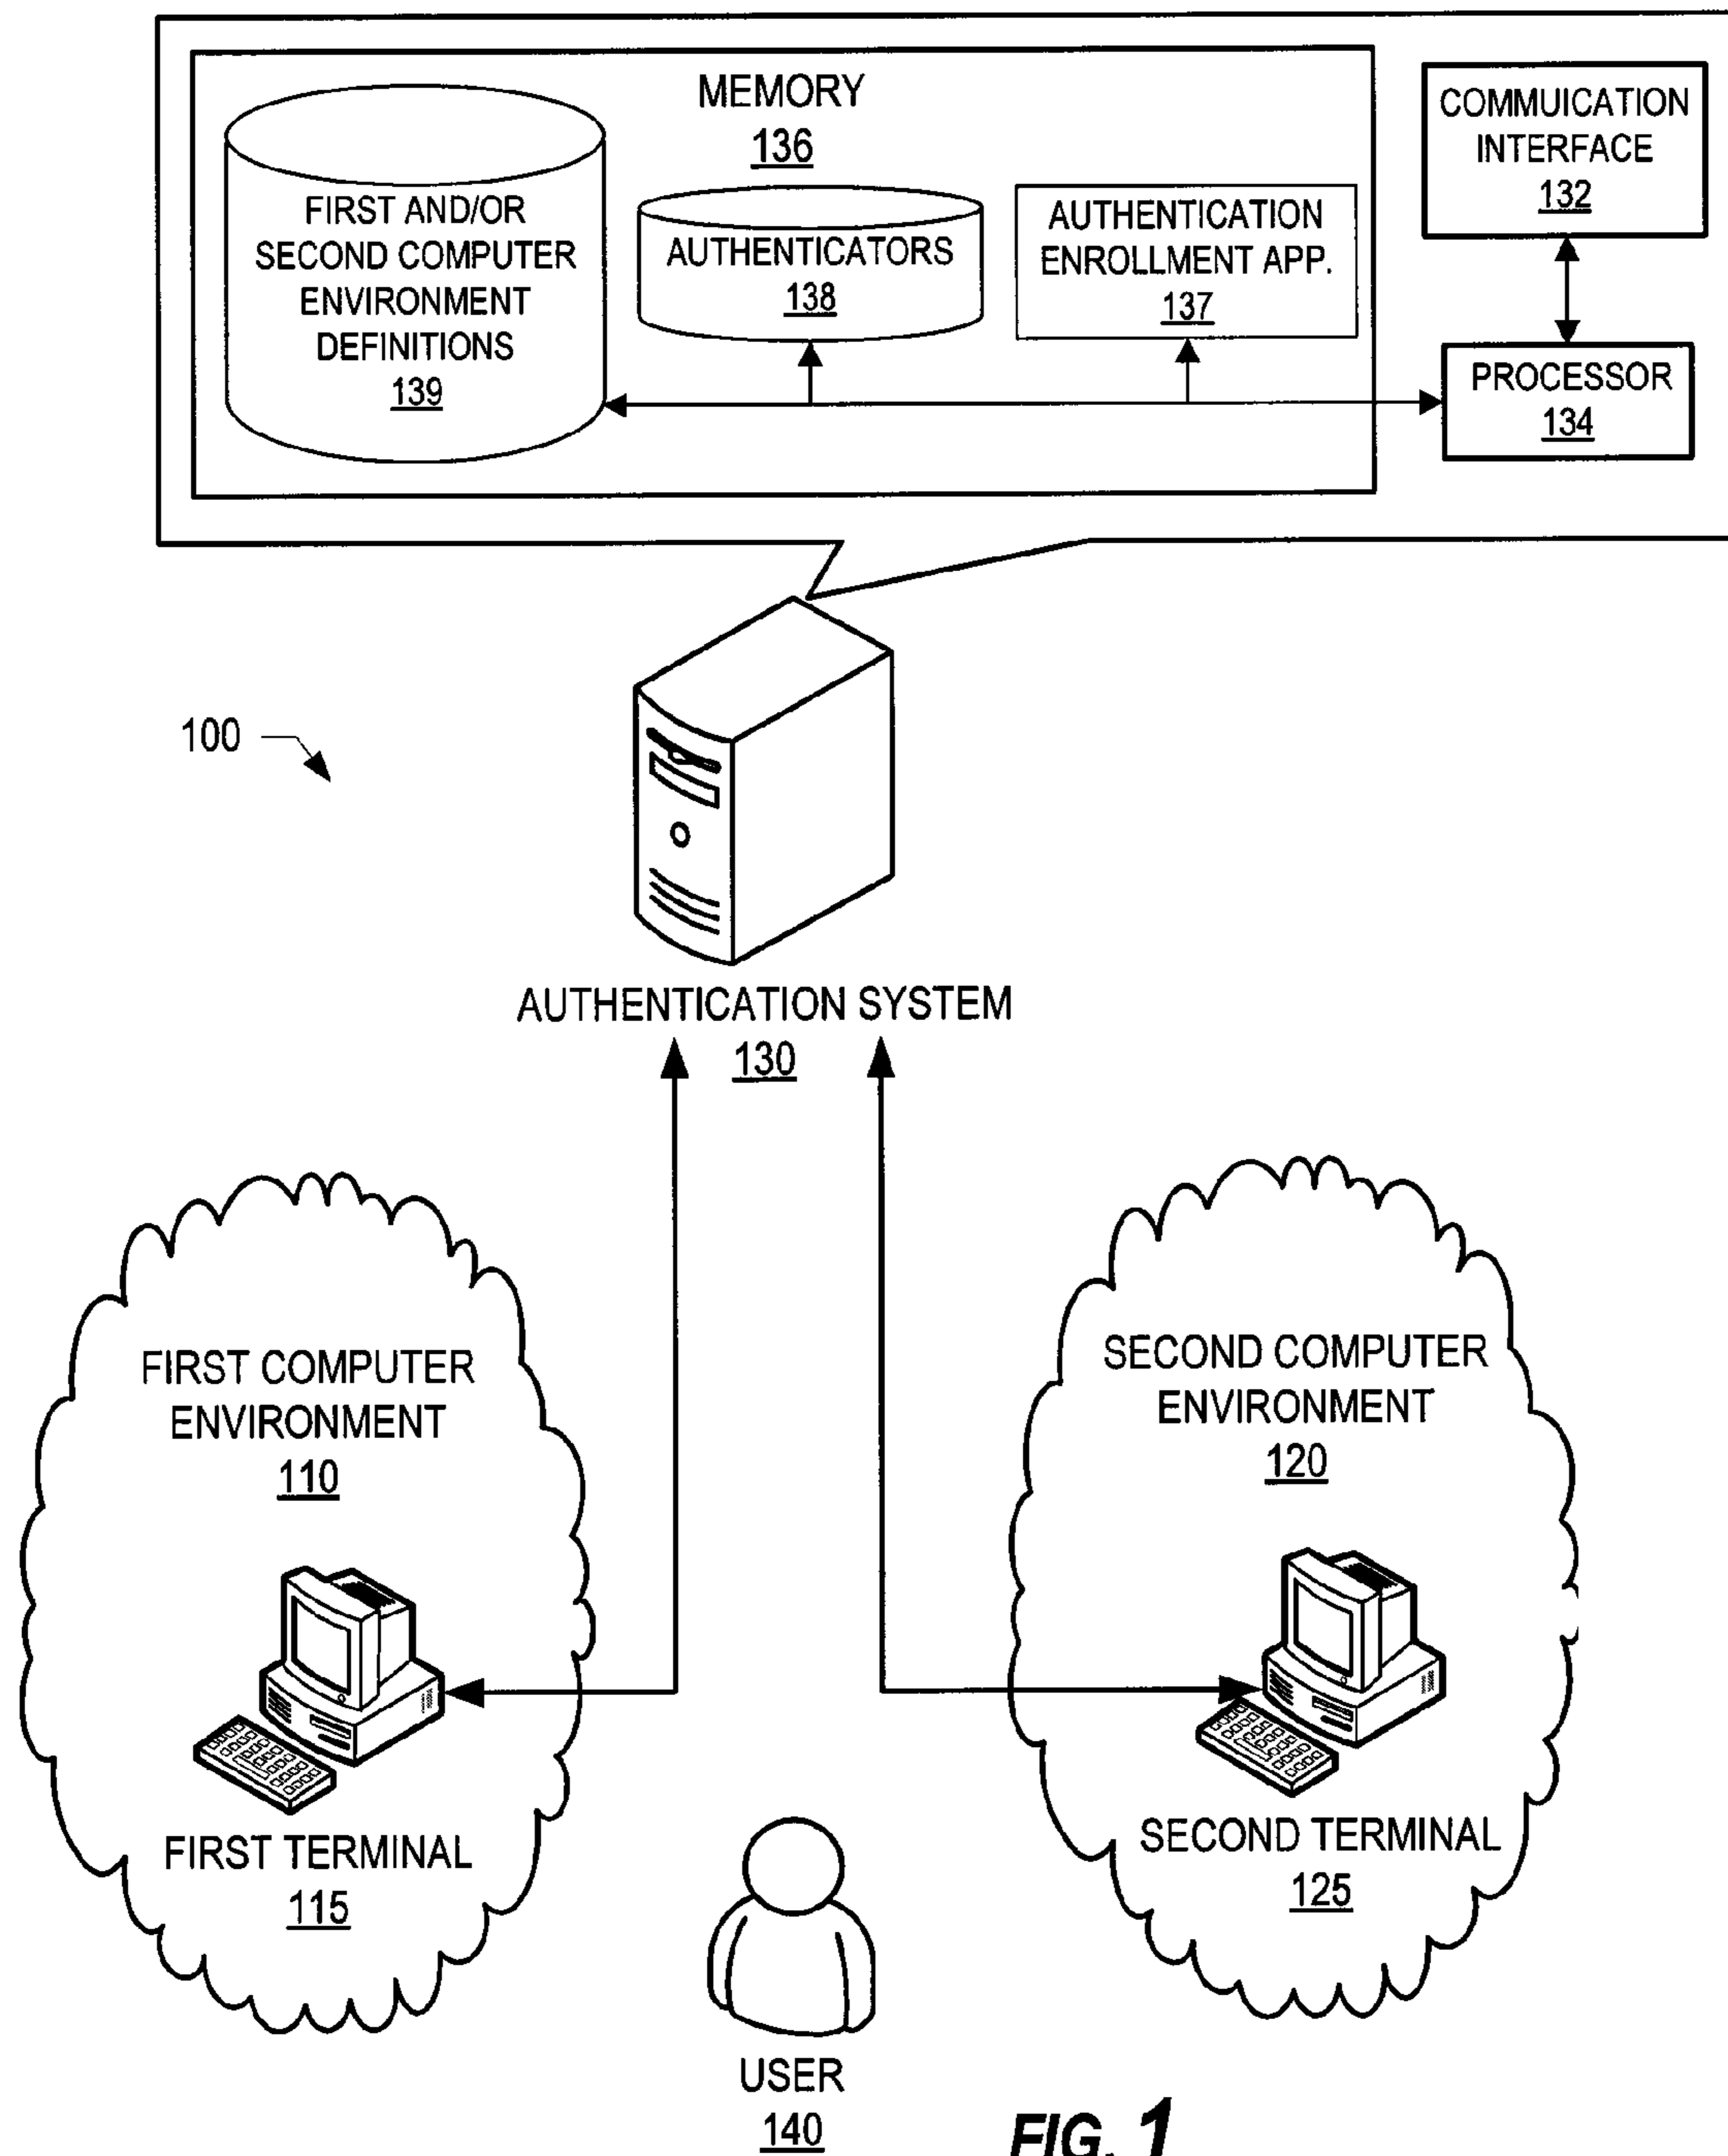 MEMORY
136
FIRST AND/OR
SECOND COMPUTER
ENVIRONMENT
DEFINITIONS
139
AUTHENTICATORS
138
AUTHENTICATION
ENROLLMENT APP.
137
COMMUICATION
INTERFACE
132
PROCESSOR
134
100
AUTHENTICATION SYSTEM
130
FIRST COMPUTER
ENVIRONMENT
110
FIRST TERMINAL
115
SECOND COMPUTER
ENVIRONMENT
120
SECOND TERMINAL
125
USER
140
FIG. 1